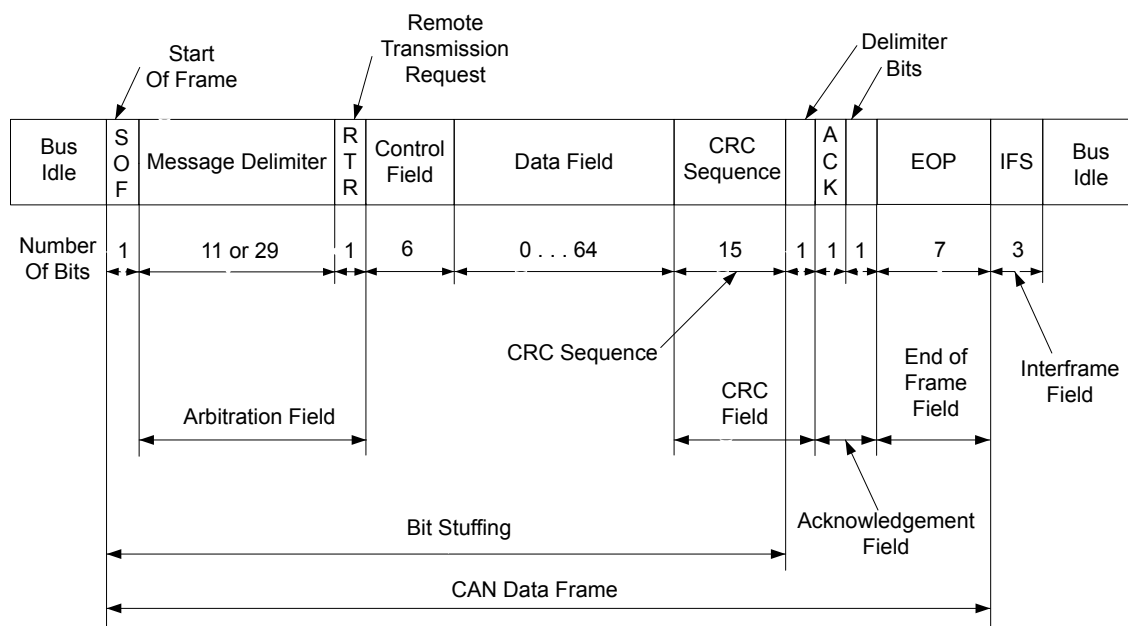 Start
Of Frame
Remote
Transmission
Request
Delimiter
Bits
Bus
Idle
S
O
F
Message Delimiter
R
T
R
Control
Field
Data Field
CRC
Sequence
A
C
K
EOP
IFS
Bus
Idle
Number
Of Bits
1
11 or 29
1
6
0 . . . 64
15
1
1
1
7
3
CRC Sequence
End of
Frame
Field
Interframe
Field
Arbitration Field
CRC
Field
Bit Stuffing
Acknowledgement
Field
CAN Data Frame